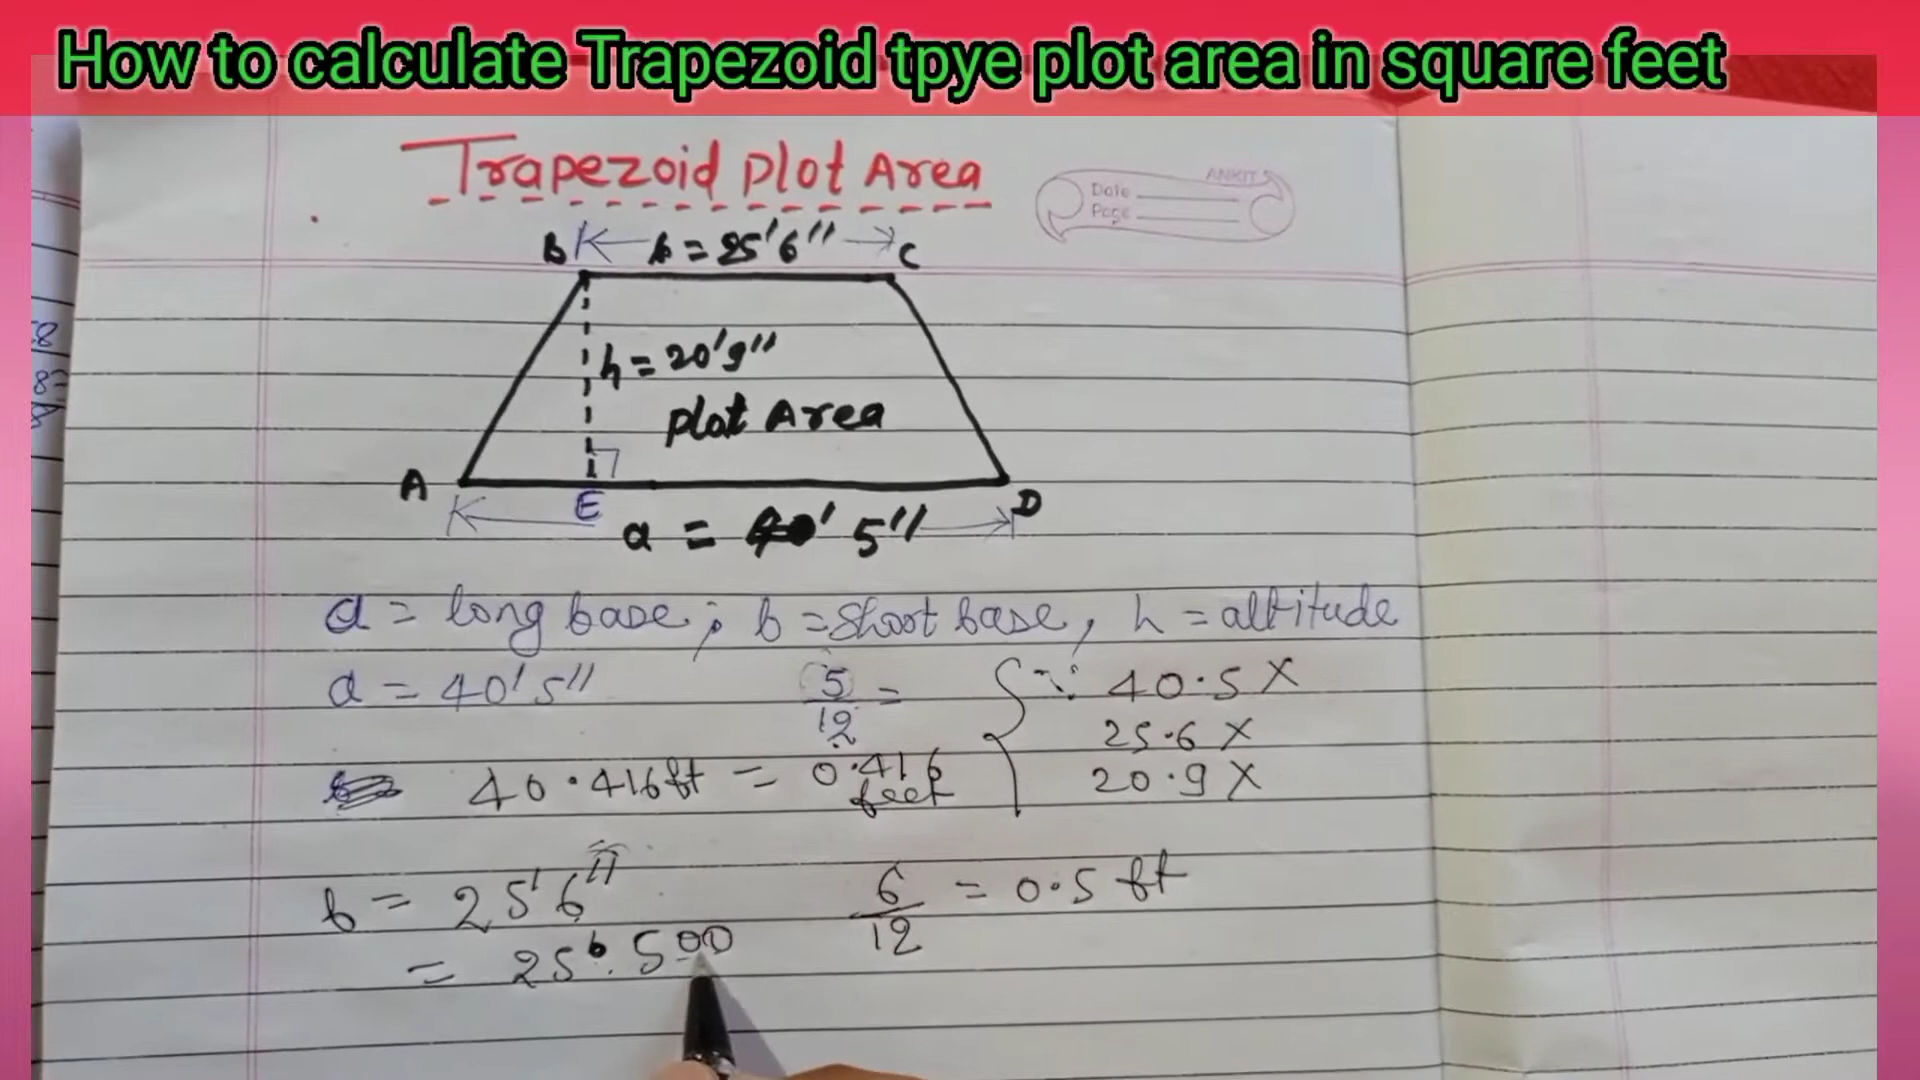 How to calculate Trapezoid tpye plot area in square feet
Trapezoid Plot Area
ANKIT
Date
Page
B b = 25'6" C
h = 20'9"
Plot Area
A E D
a = 40' 5"
a = long base; b = short base, h = altitude
a = 40'5" 5/12 = ∵ 40.5 X
25.6 X
40.416ft = 0.416 feet 20.9 X
b = 25'6" 6/12 = 0.5 ft
= 25.500